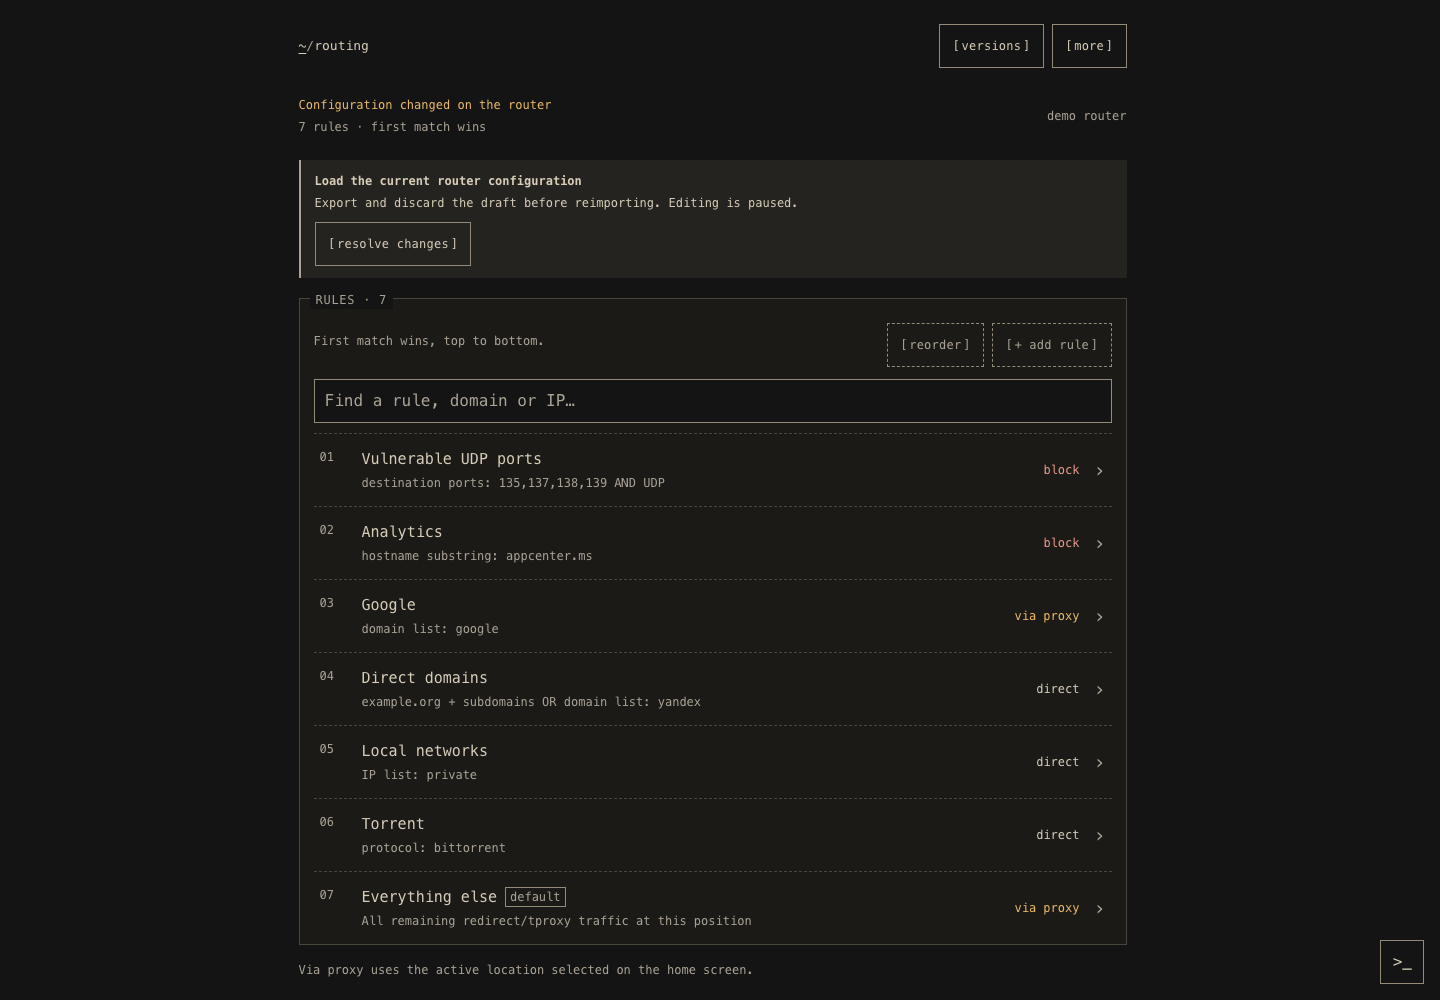 ~/routing
[versions] [more]
Configuration changed on the router
7 rules · first match wins
demo router
Load the current router configuration
Export and discard the draft before reimporting. Editing is paused.
[resolve changes]
RULES · 7
First match wins, top to bottom.
[reorder] [+ add rule]
Find a rule, domain or IP…
01 Vulnerable UDP ports
destination ports: 135,137,138,139 AND UDP
block ›
02 Analytics
hostname substring: appcenter.ms
block ›
03 Google
domain list: google
via proxy ›
04 Direct domains
example.org + subdomains OR domain list: yandex
direct ›
05 Local networks
IP list: private
direct ›
06 Torrent
protocol: bittorrent
direct ›
07 Everything else default
All remaining redirect/tproxy traffic at this position
via proxy ›
Via proxy uses the active location selected on the home screen.
>_